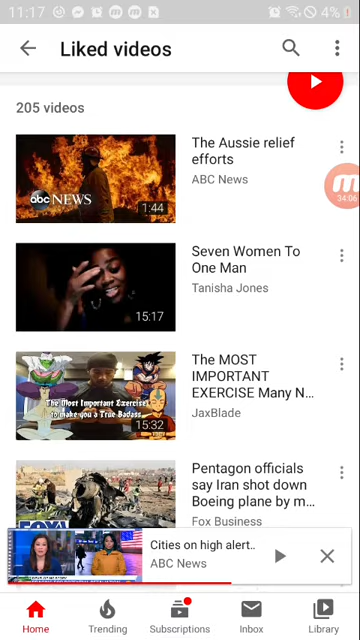 11:17
4%
Liked videos
205 videos
The Aussie relief
efforts
ABC News
abc NEWS
1:44
34:06
Seven Women To
One Man
Tanisha Jones
15:17
The MOST
IMPORTANT
EXERCISE Many N...
JaxBlade
The Most Important Exercise
to make you a True Badass
15:32
Pentagon officials
say Iran shot down
Boeing plane by m...
Fox Business
FOX
Cities on high alert..
ABC News
Home
Trending
Subscriptions
Inbox
Library